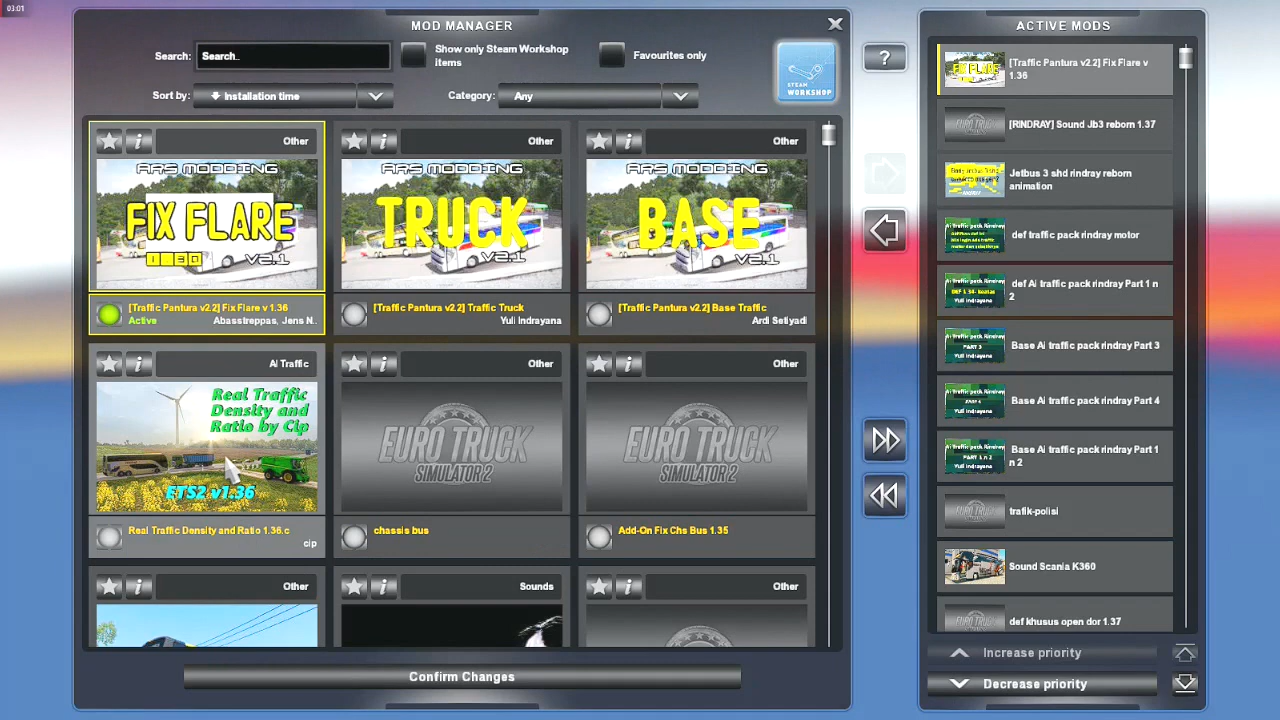 03:01
MOD MANAGER
Search:
Search..
Show only Steam Workshop
items
Favourites only
STEAM
WORKSHOP
Sort by:
Installation time
Category:
Any
Other
ARS MODDING
FIX FLARE
V2.1
[Traffic Pantura v2.2] Fix Flare v 1.36
Active
Abasstreppas, Jens N..
Other
ARS MODDING
TRUCK
V2.1
[Traffic Pantura v2.2] Traffic Truck
Yuli Indrayana
Other
ARS MODDING
BASE
V2.1
[Traffic Pantura v2.2] Base Traffic
Ardi Setiyadi
Ai Traffic
Real Traffic
Density and
Ratio by Cip
ETS2 v1.36
Real Traffic Density and Ratio 1.36.c
cip
Other
EURO TRUCK
SIMULATOR 2
chassis bus
Other
EURO TRUCK
SIMULATOR 2
Add-On Fix Chs Bus 1.35
Other
Sounds
Other
Confirm Changes
?
ACTIVE MODS
[Traffic Pantura v2.2] Fix Flare v
1.36
[RINDRAY] Sound Jb3 reborn 1.37
Jetbus 3 shd rindray reborn
animation
def traffic pack rindray motor
def Ai traffic pack rindray Part 1 n
2
Base Ai traffic pack rindray Part 3
Base Ai traffic pack rindray Part 4
Base Ai traffic pack rindray Part 1
n 2
trafik-polisi
Sound Scania K360
def khusus open dor 1.37
Increase priority
Decrease priority